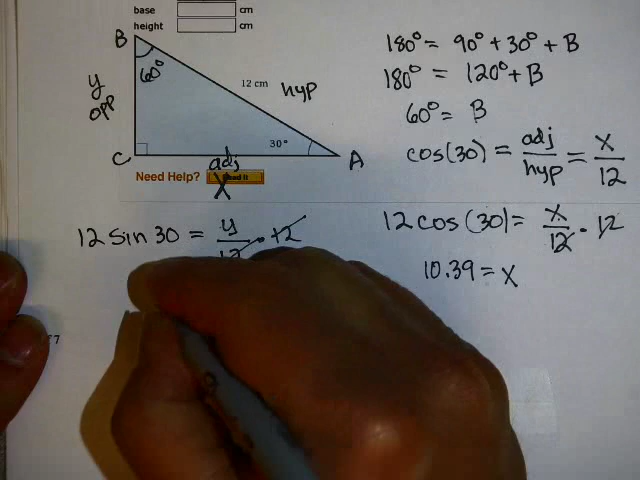 base cm
height cm
B
60°
y
opp
12 cm
hyp
30°
C
adj
A
Need Help?
x
180° = 90° + 30° + B
180° = 120° + B
60° = B
cos(30) = adj/hyp = x/12
12 sin 30 = y/12 • 12
12 cos (30) = x/12 • 12
10.39 = x